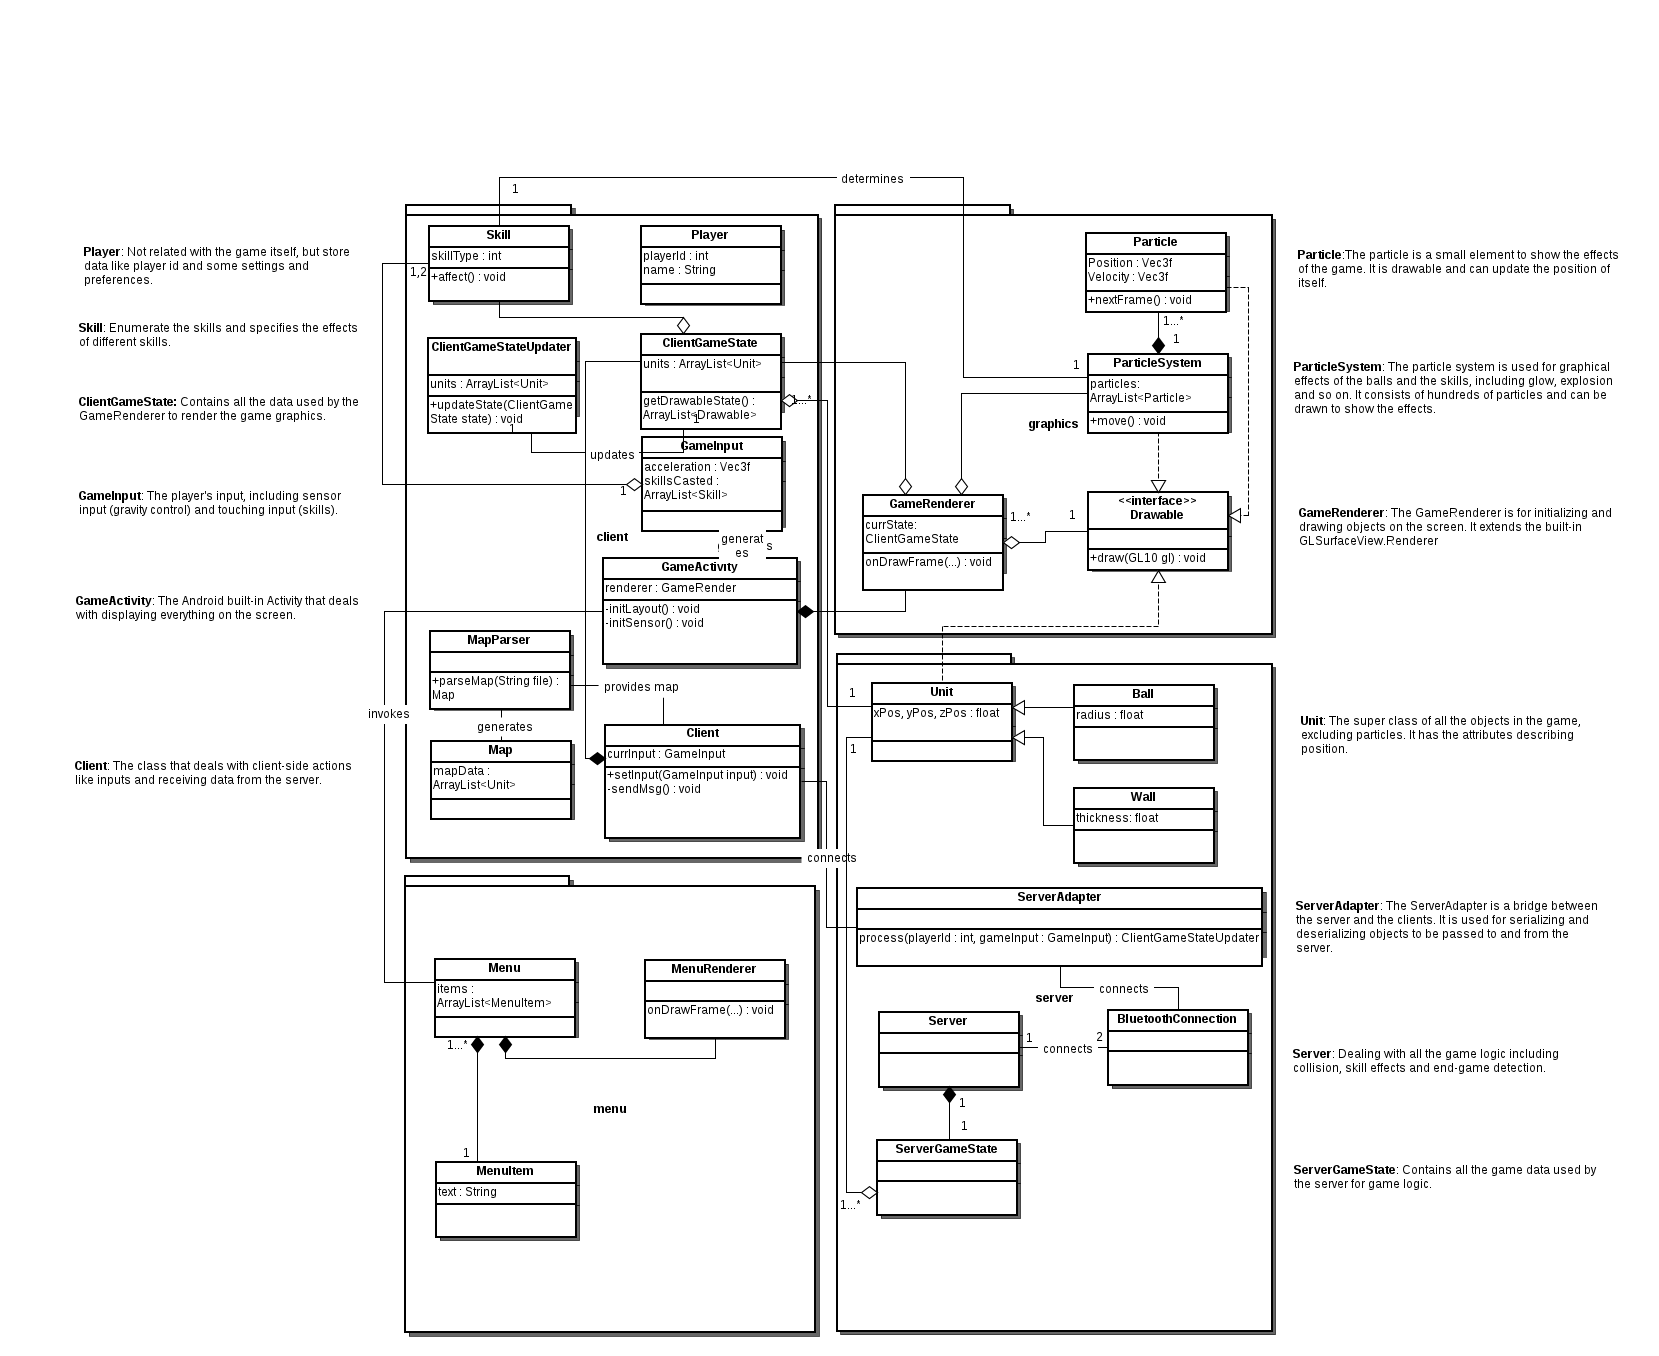 determines
1
Player: Not related with the game itself, but store
data like player id and some settings and
preferences.
Skill: Enumerate the skills and specifies the effects
of different skills.
ClientGameState: Contains all the data used by the
GameRenderer to render the game graphics.
GameInput: The player's input, including sensor
input (gravity control) and touching input (skills).
GameActivity: The Android built-in Activity that deals
with displaying everything on the screen.
Client: The class that deals with client-side actions
like inputs and receiving data from the server.
Skill
skillType : int
+affect() : void
1,2
Player
playerId : int
name : String
ClientGameStateUpdater
units : ArrayList<Unit>
+updateState(ClientGame
State state) : void
1
ClientGameState
units : ArrayList<Unit>
getDrawableState() :
ArrayList<Drawable>
1
1...*
updates
GameInput
acceleration : Vec3f
skillsCasted :
ArrayList<Skill>
1
client
generat
es
s
GameActivity
renderer : GameRender
-initLayout() : void
-initSensor() : void
MapParser
+parseMap(String file) :
Map
provides map
invokes
generates
Map
mapData :
ArrayList<Unit>
Client
currInput : GameInput
+setInput(GameInput input) : void
-sendMsg() : void
connects
Particle
Position : Vec3f
Velocity : Vec3f
+nextFrame() : void
1...*
1
ParticleSystem
particles:
ArrayList<Particle>
+move() : void
1
graphics
GameRenderer
currState:
ClientGameState
onDrawFrame(...) : void
1...*
1
<<interface>>
Drawable
+draw(GL10 gl) : void
Unit
xPos, yPos, zPos : float
1
1
Ball
radius : float
Wall
thickness: float
ServerAdapter
process(playerId : int, gameInput : GameInput) : ClientGameStateUpdater
connects
server
Server
1
connects
2
BluetoothConnection
1
1
ServerGameState
1...*
Menu
items :
ArrayList<MenuItem>
1...*
MenuRenderer
onDrawFrame(...) : void
menu
1
MenuItem
text : String
Particle:The particle is a small element to show the effects
of the game. It is drawable and can update the position of
itself.
ParticleSystem: The particle system is used for graphical
effects of the balls and the skills, including glow, explosion
and so on. It consists of hundreds of particles and can be
drawn to show the effects.
GameRenderer: The GameRenderer is for initializing and
drawing objects on the screen. It extends the built-in
GLSurfaceView.Renderer
Unit: The super class of all the objects in the game,
excluding particles. It has the attributes describing
position.
ServerAdapter: The ServerAdapter is a bridge between
the server and the clients. It is used for serializing and
deserializing objects to be passed to and from the
server.
Server: Dealing with all the game logic including
collision, skill effects and end-game detection.
ServerGameState: Contains all the game data used by
the server for game logic.